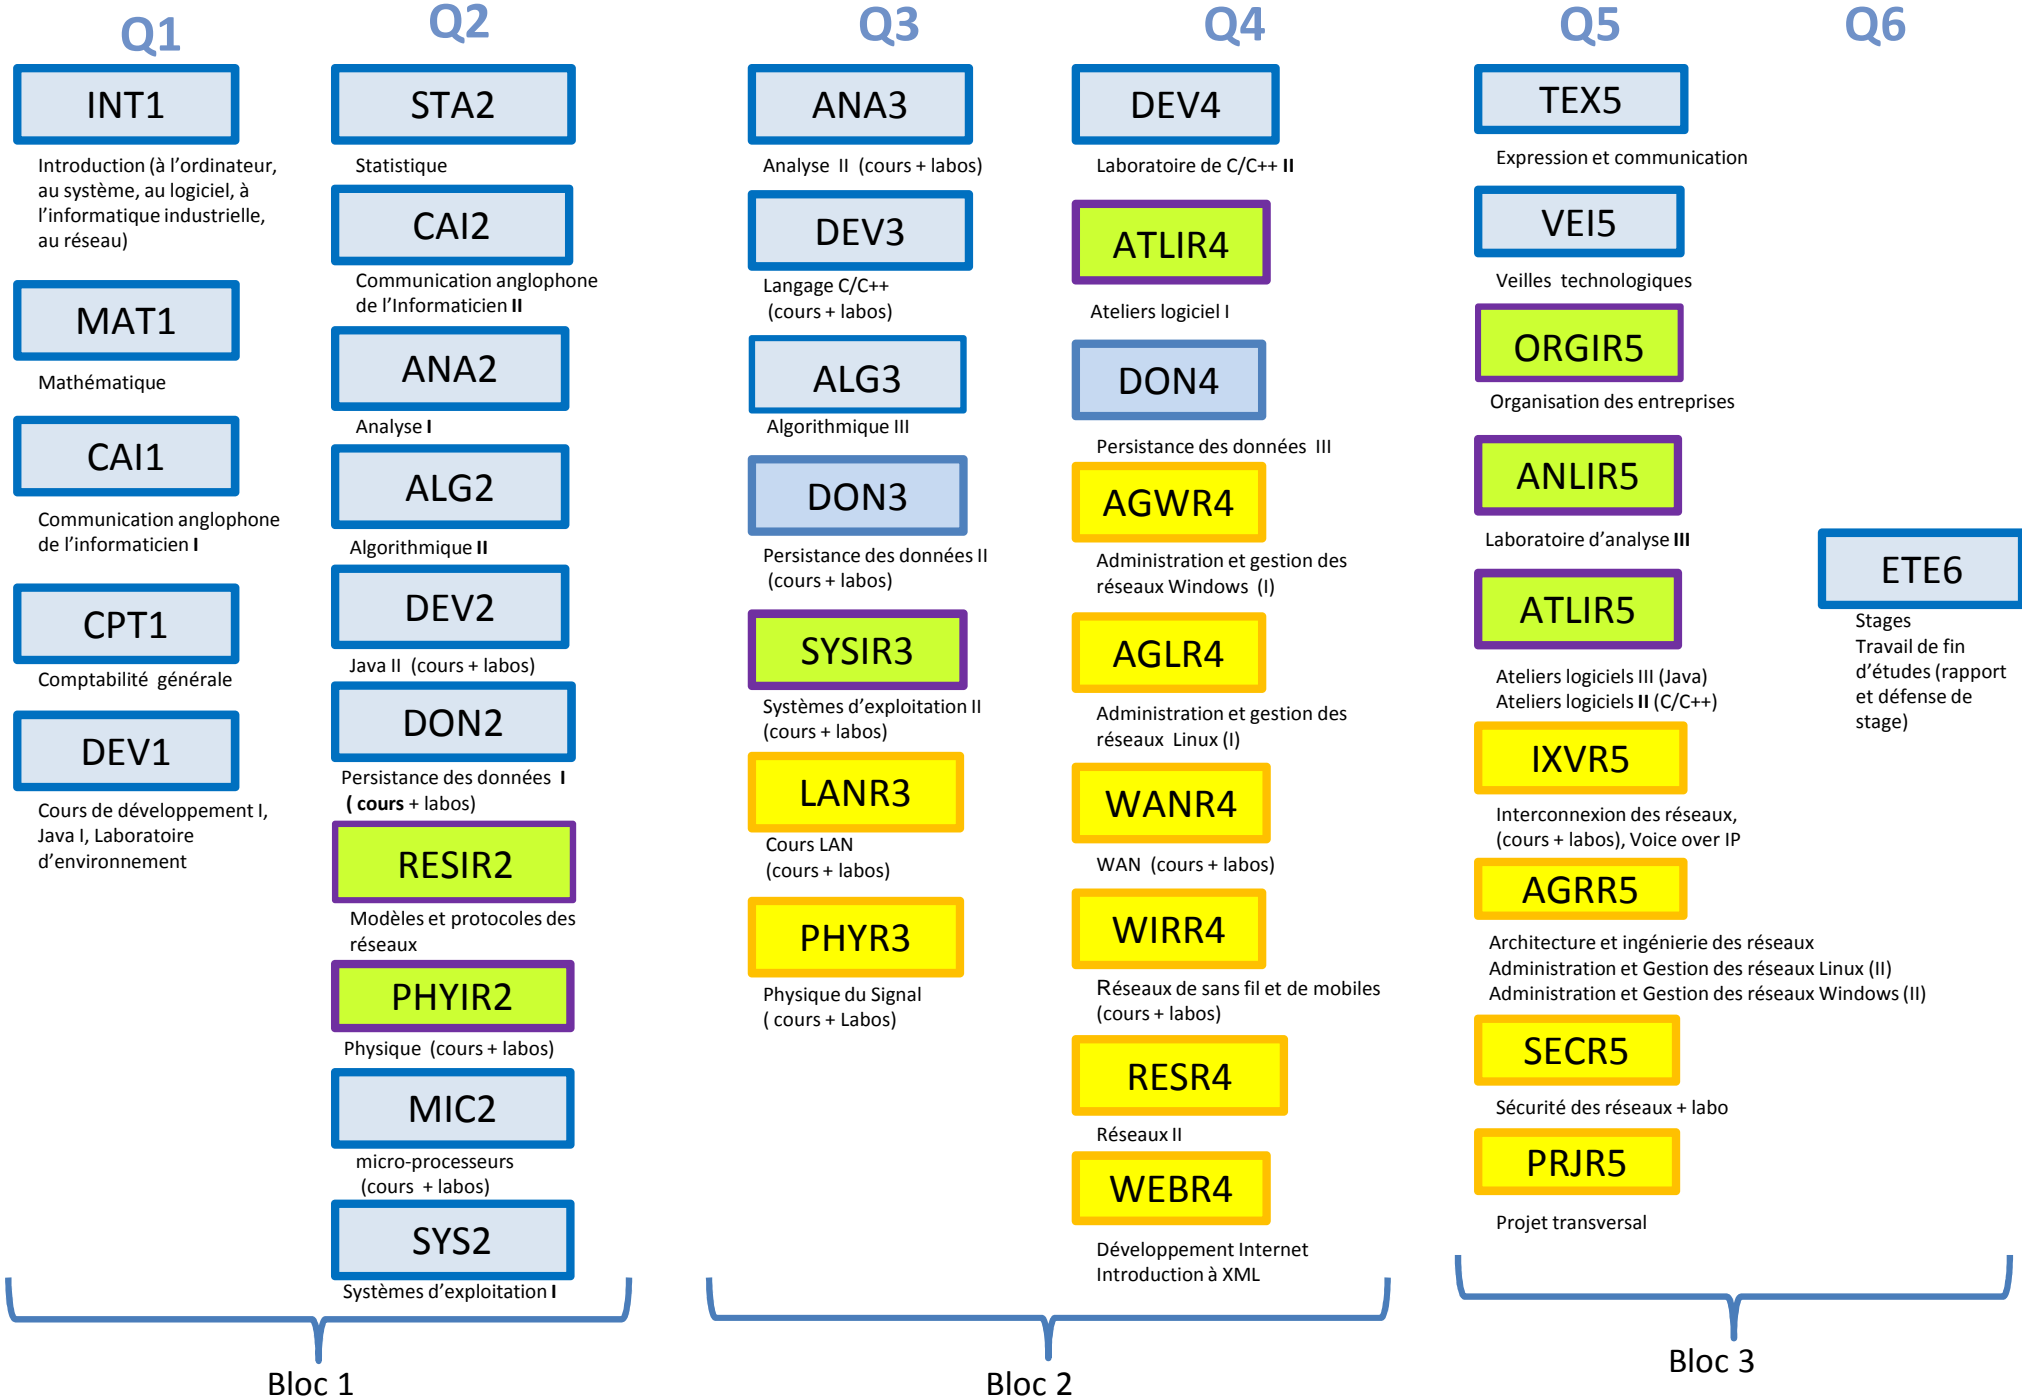 Q1
INT1
Introduction (à l’ordinateur,
au système, au logiciel, à
l’informatique industrielle,
au réseau)
MAT1
Mathématique
CAI1
Communication anglophone
de l’informaticien I
CPT1
Comptabilité générale
DEV1
Cours de développement I,
Java I, Laboratoire
d’environnement
Q2
STA2
Statistique
CAI2
Communication anglophone
de l’Informaticien II
ANA2
Analyse I
ALG2
Algorithmique II
DEV2
Java II (cours + labos)
DON2
Persistance des données I
( cours + labos)
RESIR2
Modèles et protocoles des
réseaux
PHYIR2
Physique (cours + labos)
MIC2
micro-processeurs
(cours + labos)
SYS2
Systèmes d’exploitation I
Bloc 1
Q3
ANA3
Analyse II (cours + labos)
DEV3
Langage C/C++
(cours + labos)
ALG3
Algorithmique III
DON3
Persistance des données II
(cours + labos)
SYSIR3
Systèmes d’exploitation II
(cours + labos)
LANR3
Cours LAN
(cours + labos)
PHYR3
Physique du Signal
( cours + Labos)
Q4
DEV4
Laboratoire de C/C++ II
ATLIR4
Ateliers logiciel I
DON4
Persistance des données III
AGWR4
Administration et gestion des
réseaux Windows (I)
AGLR4
Administration et gestion des
réseaux Linux (I)
WANR4
WAN (cours + labos)
WIRR4
Réseaux de sans fil et de mobiles
(cours + labos)
RESR4
Réseaux II
WEBR4
Développement Internet
Introduction à XML
Bloc 2
Q5
TEX5
Expression et communication
VEI5
Veilles technologiques
ORGIR5
Organisation des entreprises
ANLIR5
Laboratoire d’analyse III
ATLIR5
Ateliers logiciels III (Java)
Ateliers logiciels II (C/C++)
IXVR5
Interconnexion des réseaux,
(cours + labos), Voice over IP
AGRR5
Architecture et ingénierie des réseaux
Administration et Gestion des réseaux Linux (II)
Administration et Gestion des réseaux Windows (II)
SECR5
Sécurité des réseaux + labo
PRJR5
Projet transversal
Q6
ETE6
Stages
Travail de fin
d’études (rapport
et défense de
stage)
Bloc 3